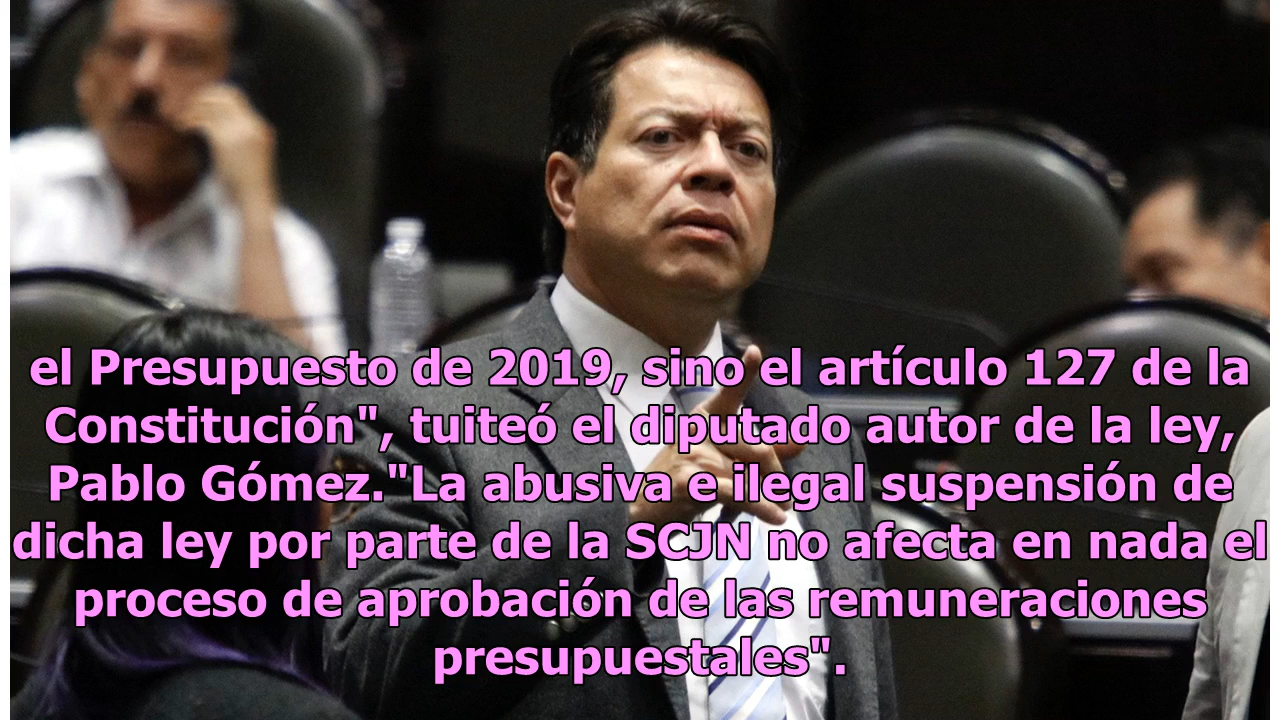 el Presupuesto de 2019, sino el artículo 127 de la
Constitución", tuiteó el diputado autor de la ley,
Pablo Gómez."La abusiva e ilegal suspensión de
dicha ley por parte de la SCJN no afecta en nada el
proceso de aprobación de las remuneraciones
presupuestales".